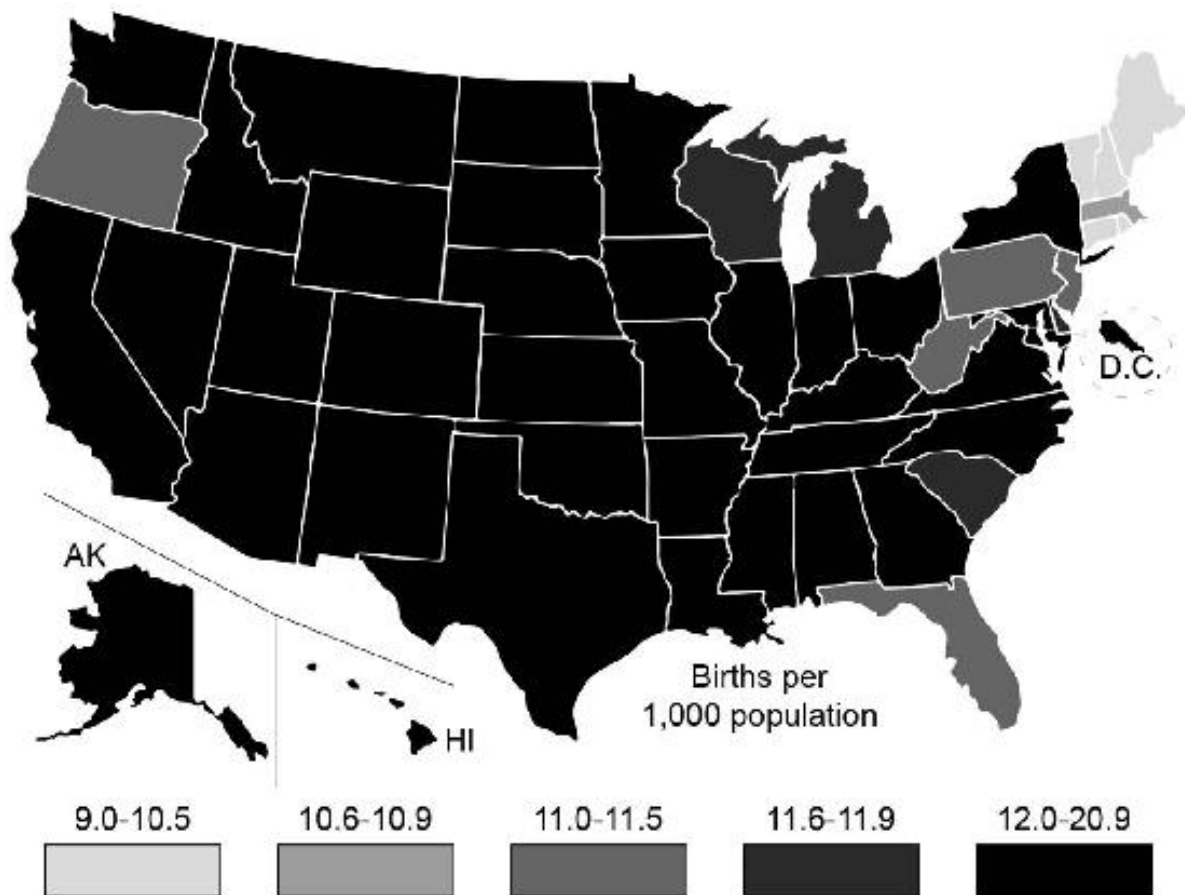 D.C.
AK
HI
Births per
1,000 population
9.0-10.5
10.6-10.9
11.0-11.5
11.6-11.9
12.0-20.9